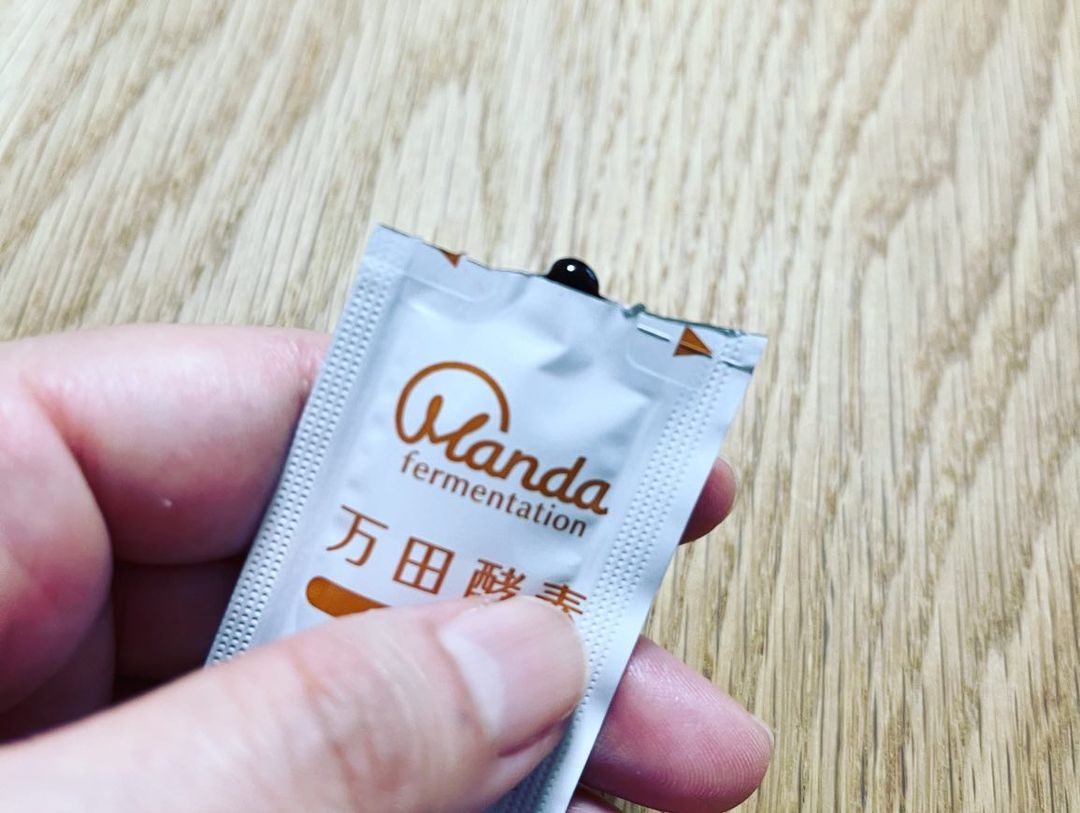 Manda
fermentation
万田酵素